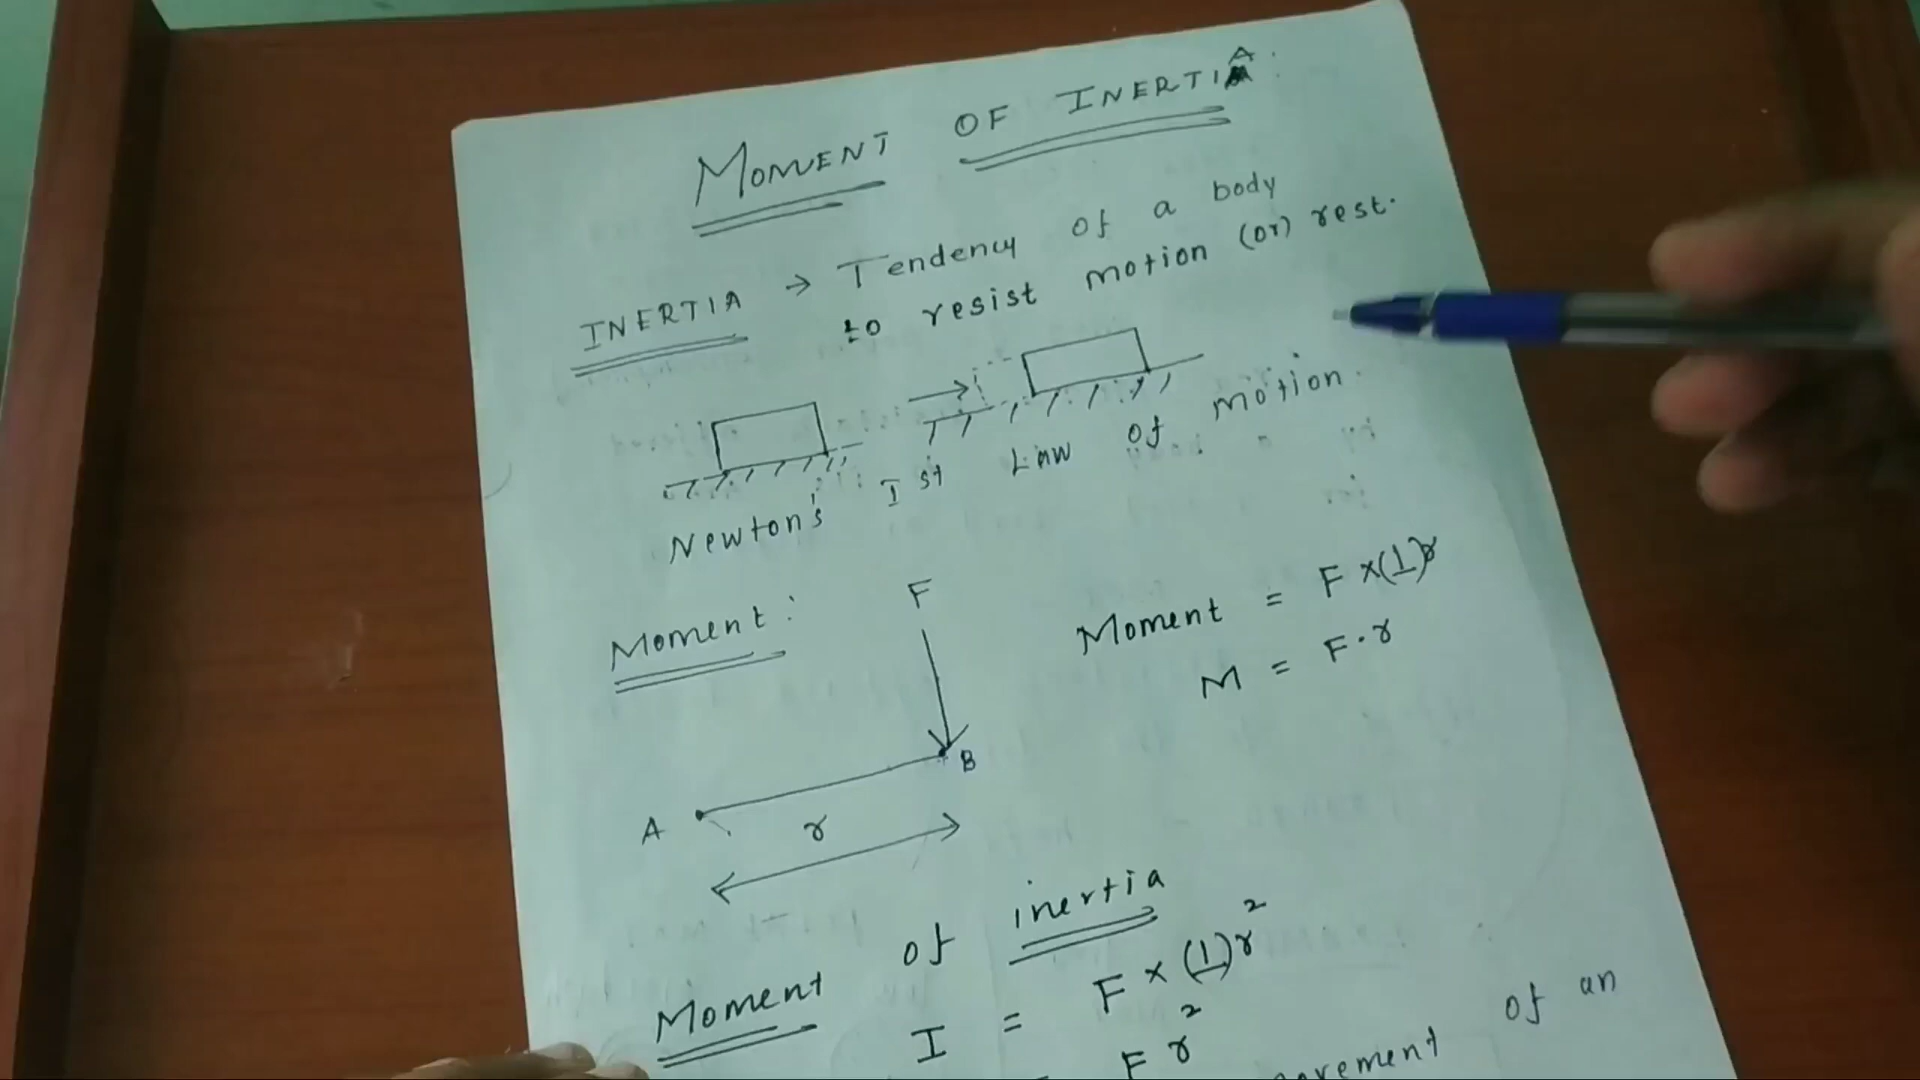 MOMENT OF INERTIA:
INERTIA → Tendency of a body
to resist motion (or) rest.
Newton's Ist Law of motion.
Moment:
F
Moment = F ×(⊥)r
M = F·r
B
A
r
Moment of inertia
I = F × (⊥)r²
= F r²
of an